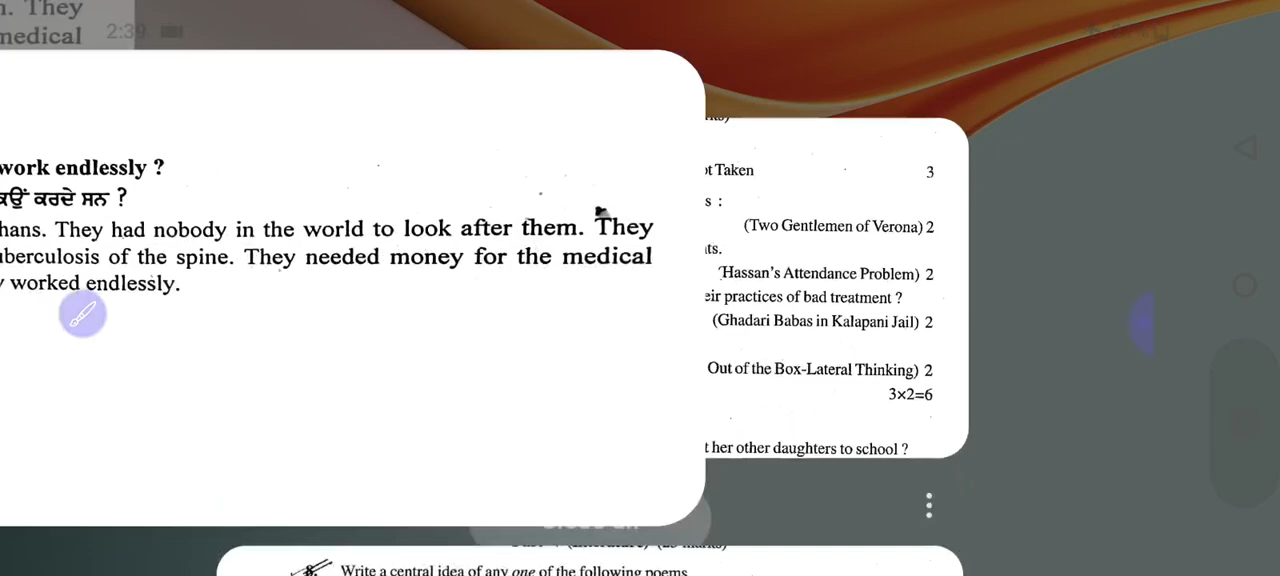 n. They
medical
2:39
work endlessly ?
ਕਉਂ ਕਰਦੇ ਸਨ ?
hans. They had nobody in the world to look after them. They
uberculosis of the spine. They needed money for the medical
y worked endlessly.
ot Taken 3
s :
(Two Gentlemen of Verona) 2
nts.
Hassan's Attendance Problem) 2
eir practices of bad treatment ?
(Ghadari Babas in Kalapani Jail) 2
Out of the Box-Lateral Thinking) 2
3×2=6
t her other daughters to school ?
8. Write a central idea of any one of the following poems